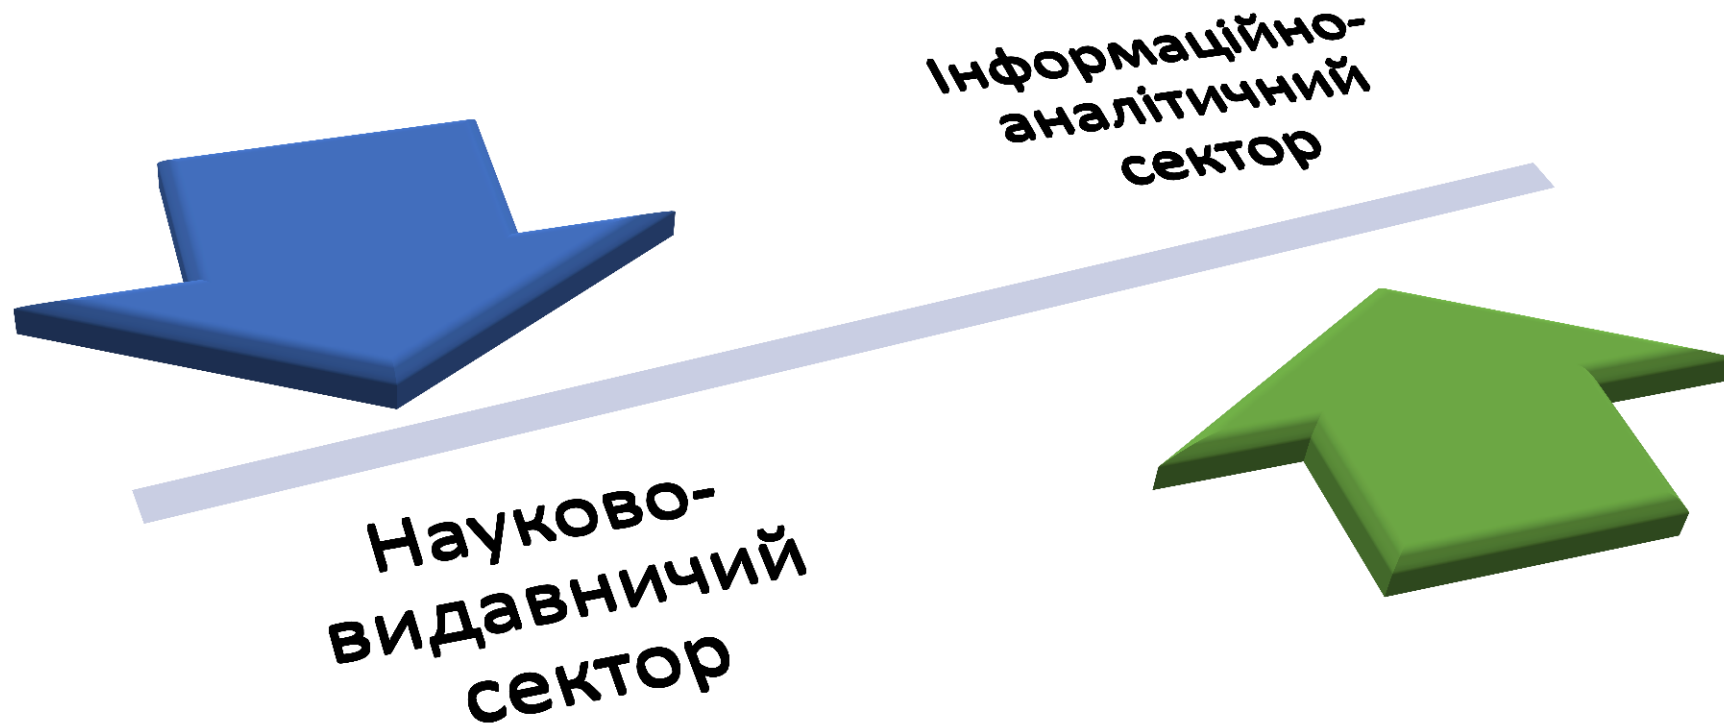 Інформаційно-
аналітичний
сектор
Науково-
видавничий
сектор